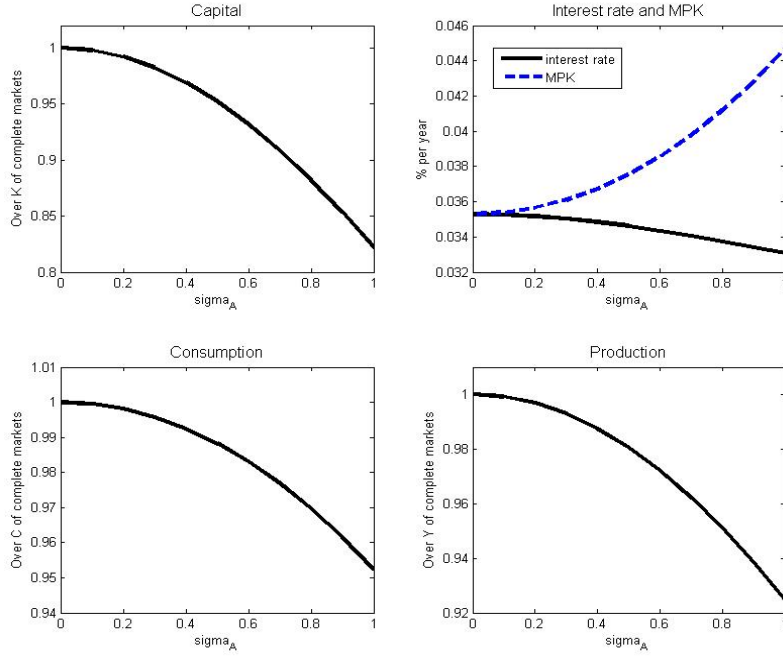 Capital
Over K of complete markets
1
0.95
0.9
0.85
0.8
0 0.2 0.4 0.6 0.8 1
sigma_A
Interest rate and MPK
% per year
0.046
0.044
0.042
0.04
0.038
0.036
0.034
0.032
interest rate
MPK
0 0.2 0.4 0.6 0.8 1
sigma_A
Consumption
Over C of complete markets
1.01
1
0.99
0.98
0.97
0.96
0.95
0.94
0 0.2 0.4 0.6 0.8 1
sigma_A
Production
Over Y of complete markets
1
0.98
0.96
0.94
0.92
0 0.2 0.4 0.6 0.8 1
sigma_A